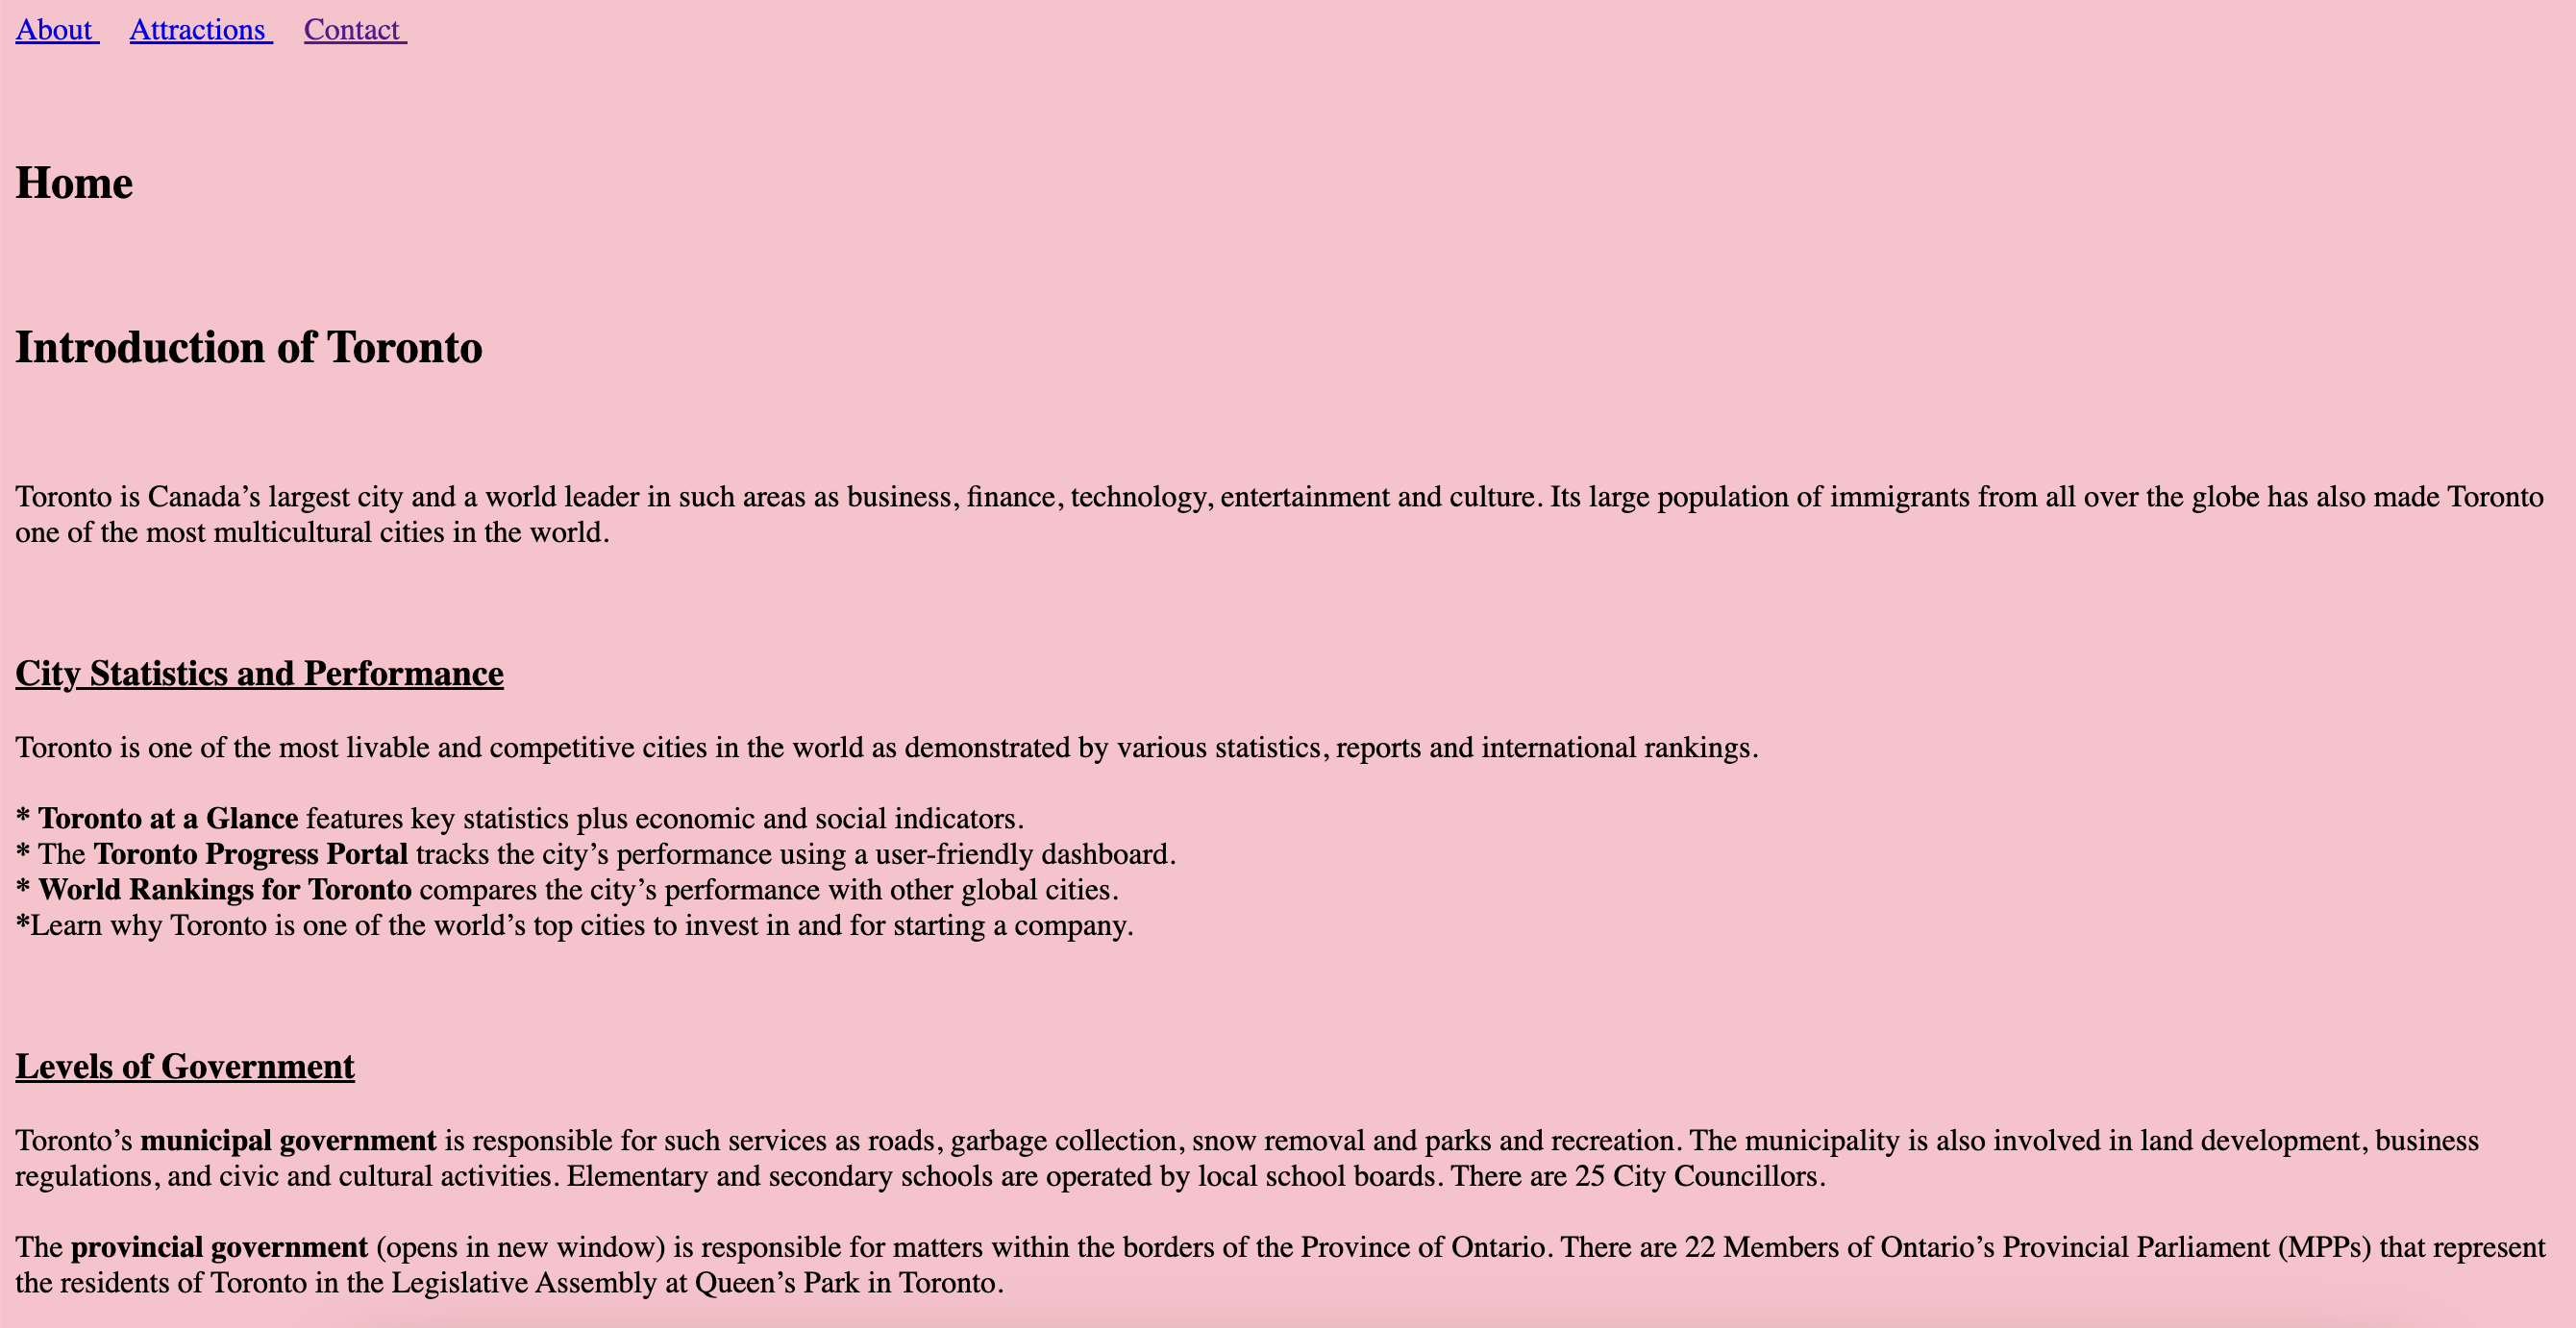 About Attractions Contact
Home
Introduction of Toronto
Toronto is Canada’s largest city and a world leader in such areas as business, finance, technology, entertainment and culture. Its large population of immigrants from all over the globe has also made Toronto
one of the most multicultural cities in the world.
City Statistics and Performance
Toronto is one of the most livable and competitive cities in the world as demonstrated by various statistics, reports and international rankings.
* Toronto at a Glance features key statistics plus economic and social indicators.
* The Toronto Progress Portal tracks the city’s performance using a user-friendly dashboard.
* World Rankings for Toronto compares the city’s performance with other global cities.
*Learn why Toronto is one of the world’s top cities to invest in and for starting a company.
Levels of Government
Toronto’s municipal government is responsible for such services as roads, garbage collection, snow removal and parks and recreation. The municipality is also involved in land development, business
regulations, and civic and cultural activities. Elementary and secondary schools are operated by local school boards. There are 25 City Councillors.
The provincial government (opens in new window) is responsible for matters within the borders of the Province of Ontario. There are 22 Members of Ontario’s Provincial Parliament (MPPs) that represent
the residents of Toronto in the Legislative Assembly at Queen’s Park in Toronto.